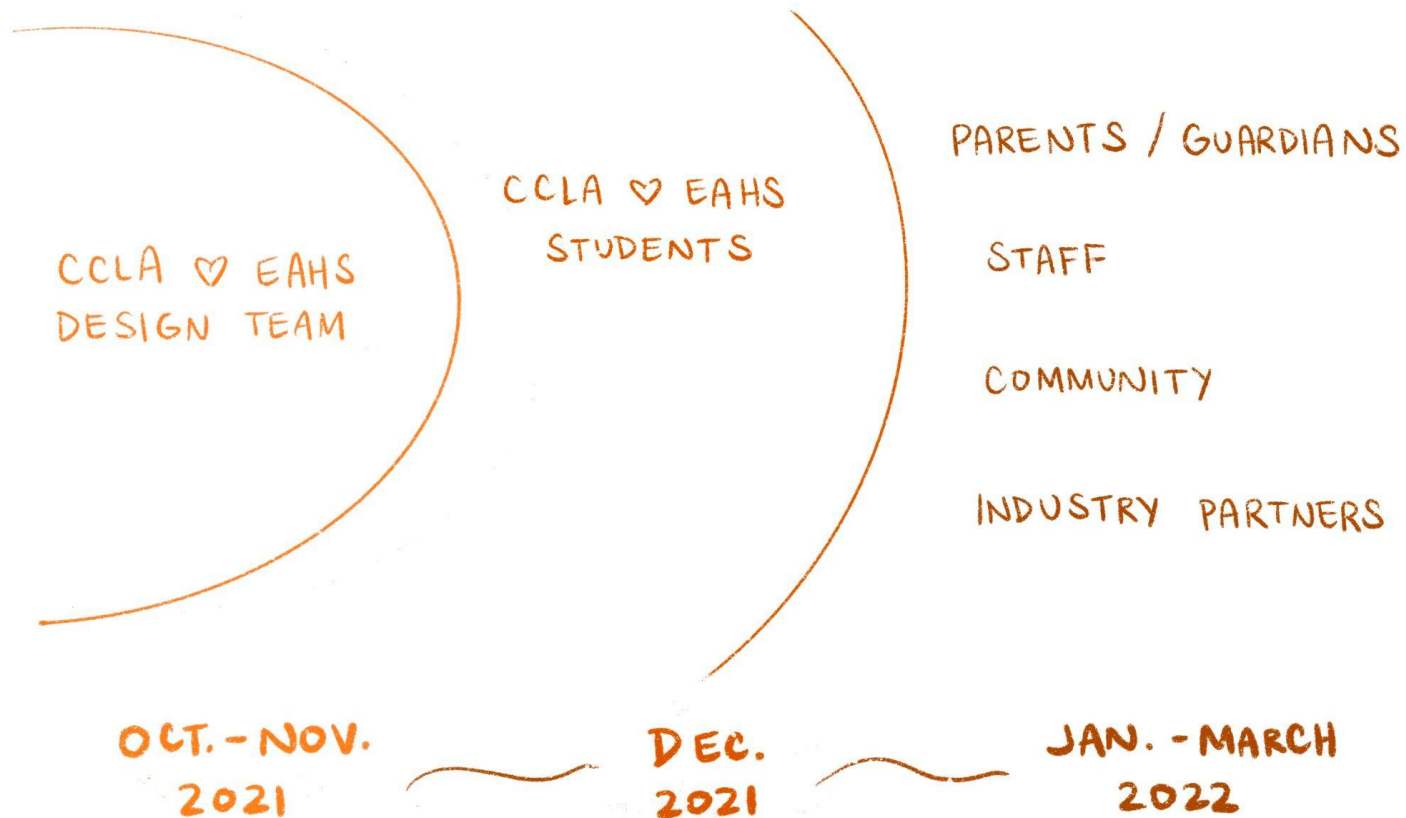 CCLA ♡ EAHS
DESIGN TEAM
CCLA ♡ EAHS
STUDENTS
PARENTS / GUARDIANS
STAFF
COMMUNITY
INDUSTRY PARTNERS
OCT. - NOV.
2021
DEC.
2021
JAN. - MARCH
2022